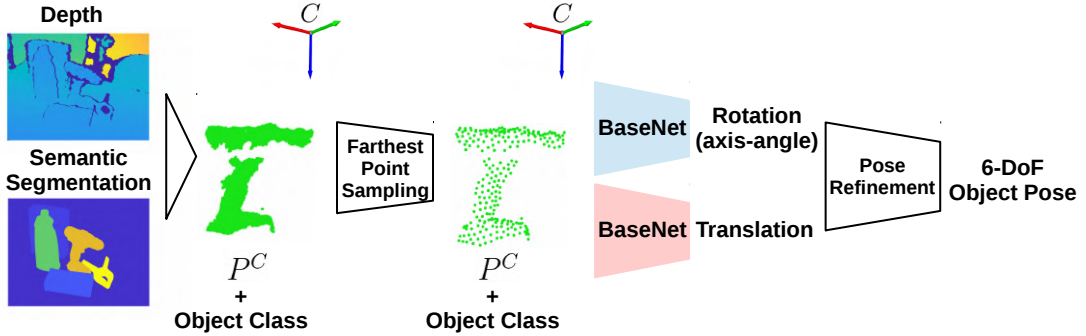 Depth
C
C
Semantic
Segmentation
Farthest
Point
Sampling
BaseNet
Rotation
(axis-angle)
BaseNet
Translation
Pose
Refinement
6-DoF
Object Pose
P^C
+
Object Class
P^C
+
Object Class